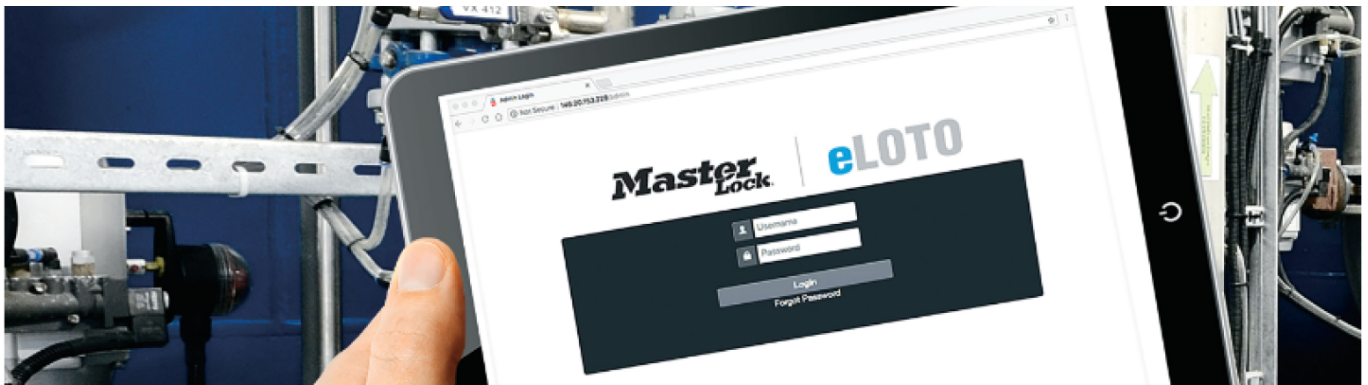 VX 412
Admin Login
Not Secure
Master Lock
eLOTO
Username
Password
Login
Forgot Password